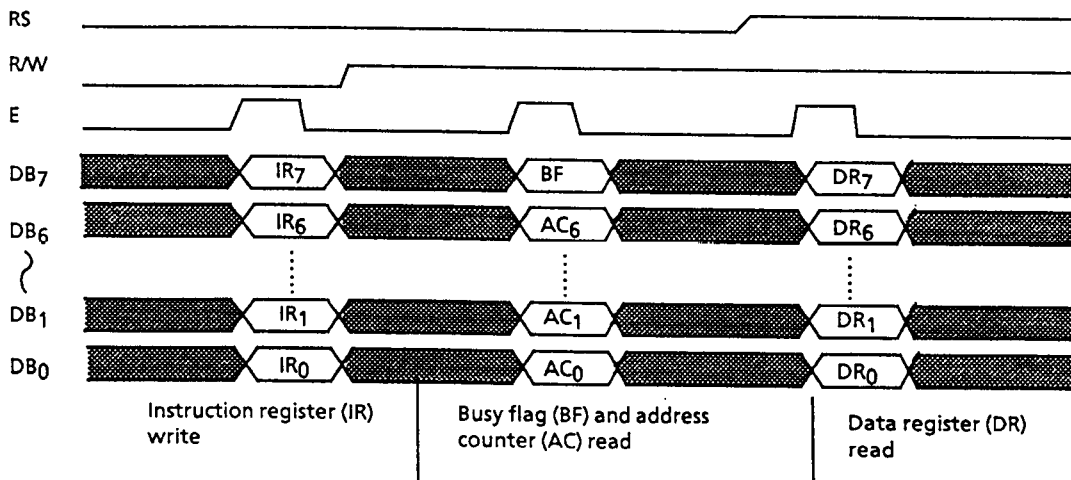 RS
R/W
E
DB7 IR7 BF DR7
DB6 IR6 AC6 DR6
DB1 IR1 AC1 DR1
DB0 IR0 AC0 DR0
Instruction register (IR)
write
Busy flag (BF) and address
counter (AC) read
Data register (DR)
read